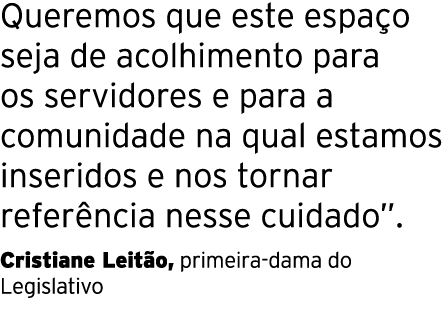 Queremos que este espaço
seja de acolhimento para
os servidores e para a
comunidade na qual estamos
inseridos e nos tornar
referência nesse cuidado”.
Cristiane Leitão, primeira-dama do
Legislativo